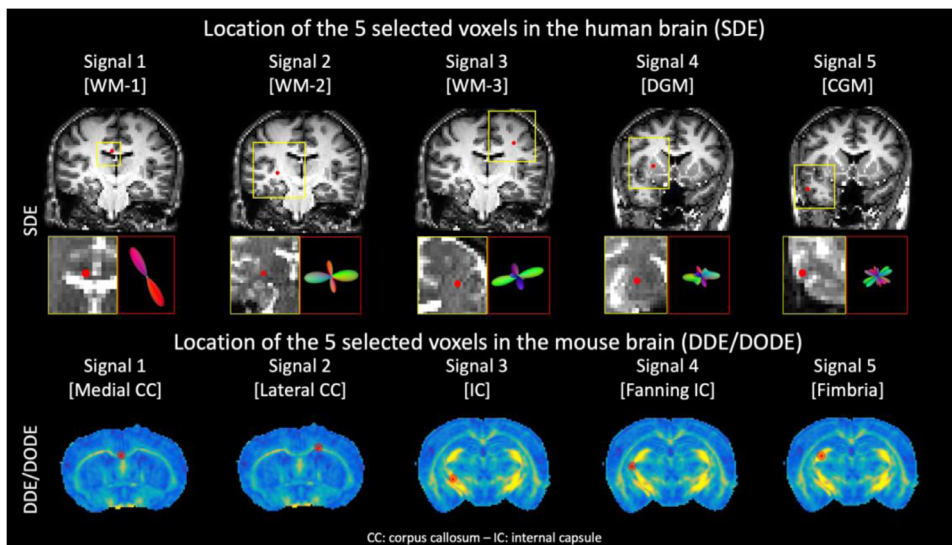 Location of the 5 selected voxels in the human brain (SDE)
Signal 1 Signal 2 Signal 3 Signal 4 Signal 5
[WM-1] [WM-2] [WM-3] [DGM] [CGM]
SDE
Location of the 5 selected voxels in the mouse brain (DDE/DODE)
Signal 1 Signal 2 Signal 3 Signal 4 Signal 5
[Medial CC] [Lateral CC] [IC] [Fanning IC] [Fimbria]
DDE/DODE
CC: corpus callosum – IC: internal capsule